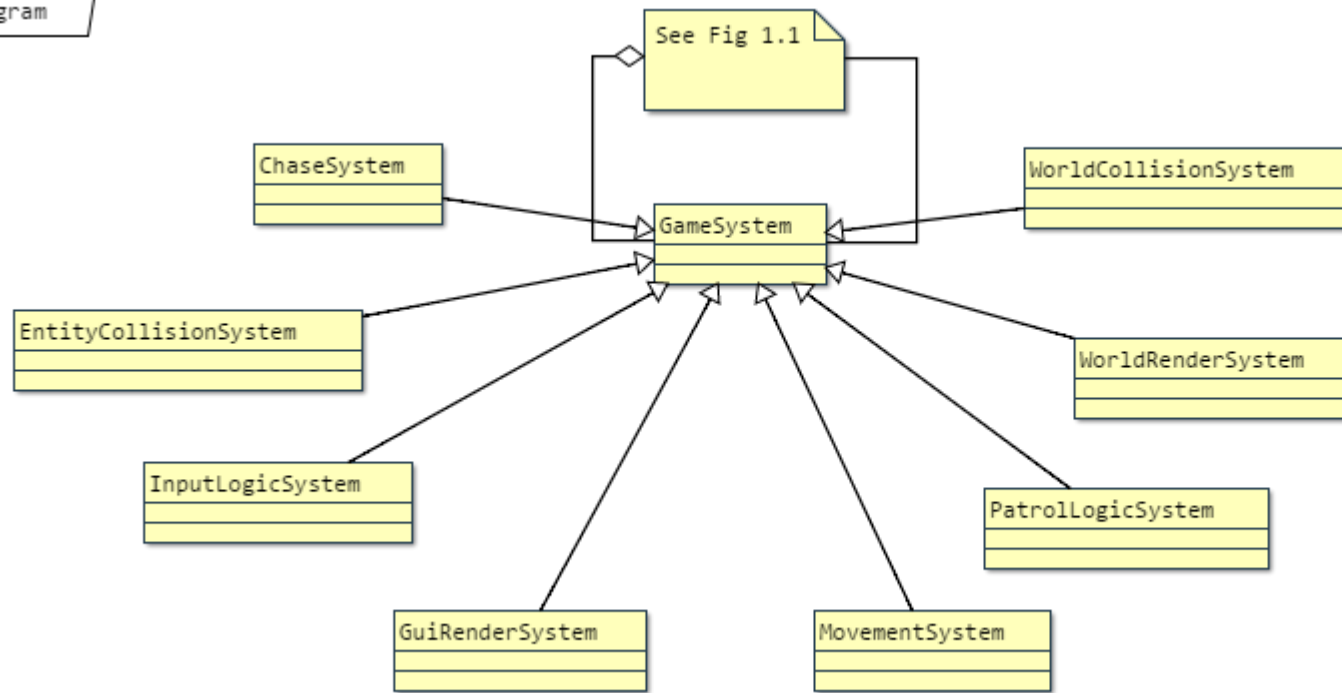 gram
See Fig 1.1
ChaseSystem
WorldCollisionSystem
GameSystem
EntityCollisionSystem
WorldRenderSystem
InputLogicSystem
PatrolLogicSystem
GuiRenderSystem
MovementSystem